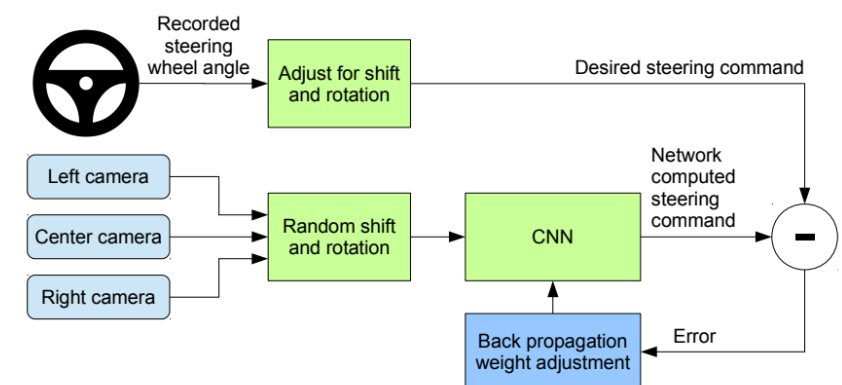 Recorded
steering
wheel angle
Adjust for shift
and rotation
Desired steering command
Left camera
Center camera
Right camera
Random shift
and rotation
CNN
Network
computed
steering
command
-
Back propagation
weight adjustment
Error